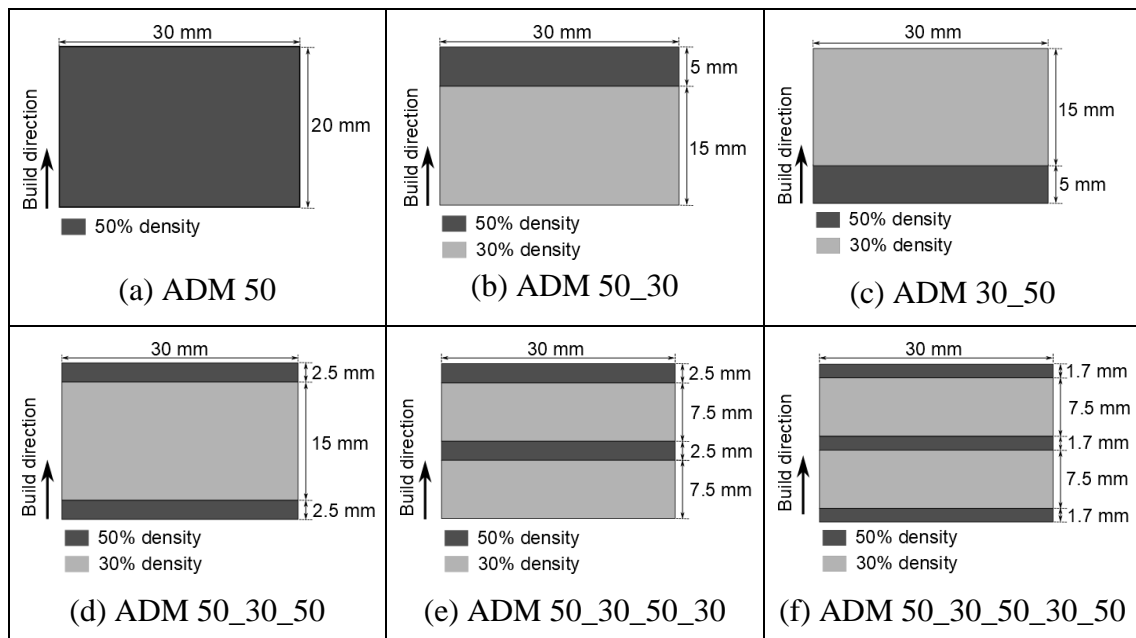 30 mm
20 mm
Build direction
50% density
(a) ADM 50
30 mm
5 mm
15 mm
Build direction
50% density
30% density
(b) ADM 50_30
30 mm
15 mm
5 mm
Build direction
50% density
30% density
(c) ADM 30_50
30 mm
2.5 mm
15 mm
2.5 mm
Build direction
50% density
30% density
(d) ADM 50_30_50
30 mm
2.5 mm
7.5 mm
2.5 mm
7.5 mm
Build direction
50% density
30% density
(e) ADM 50_30_50_30
30 mm
1.7 mm
7.5 mm
1.7 mm
7.5 mm
1.7 mm
Build direction
50% density
30% density
(f) ADM 50_30_50_30_50